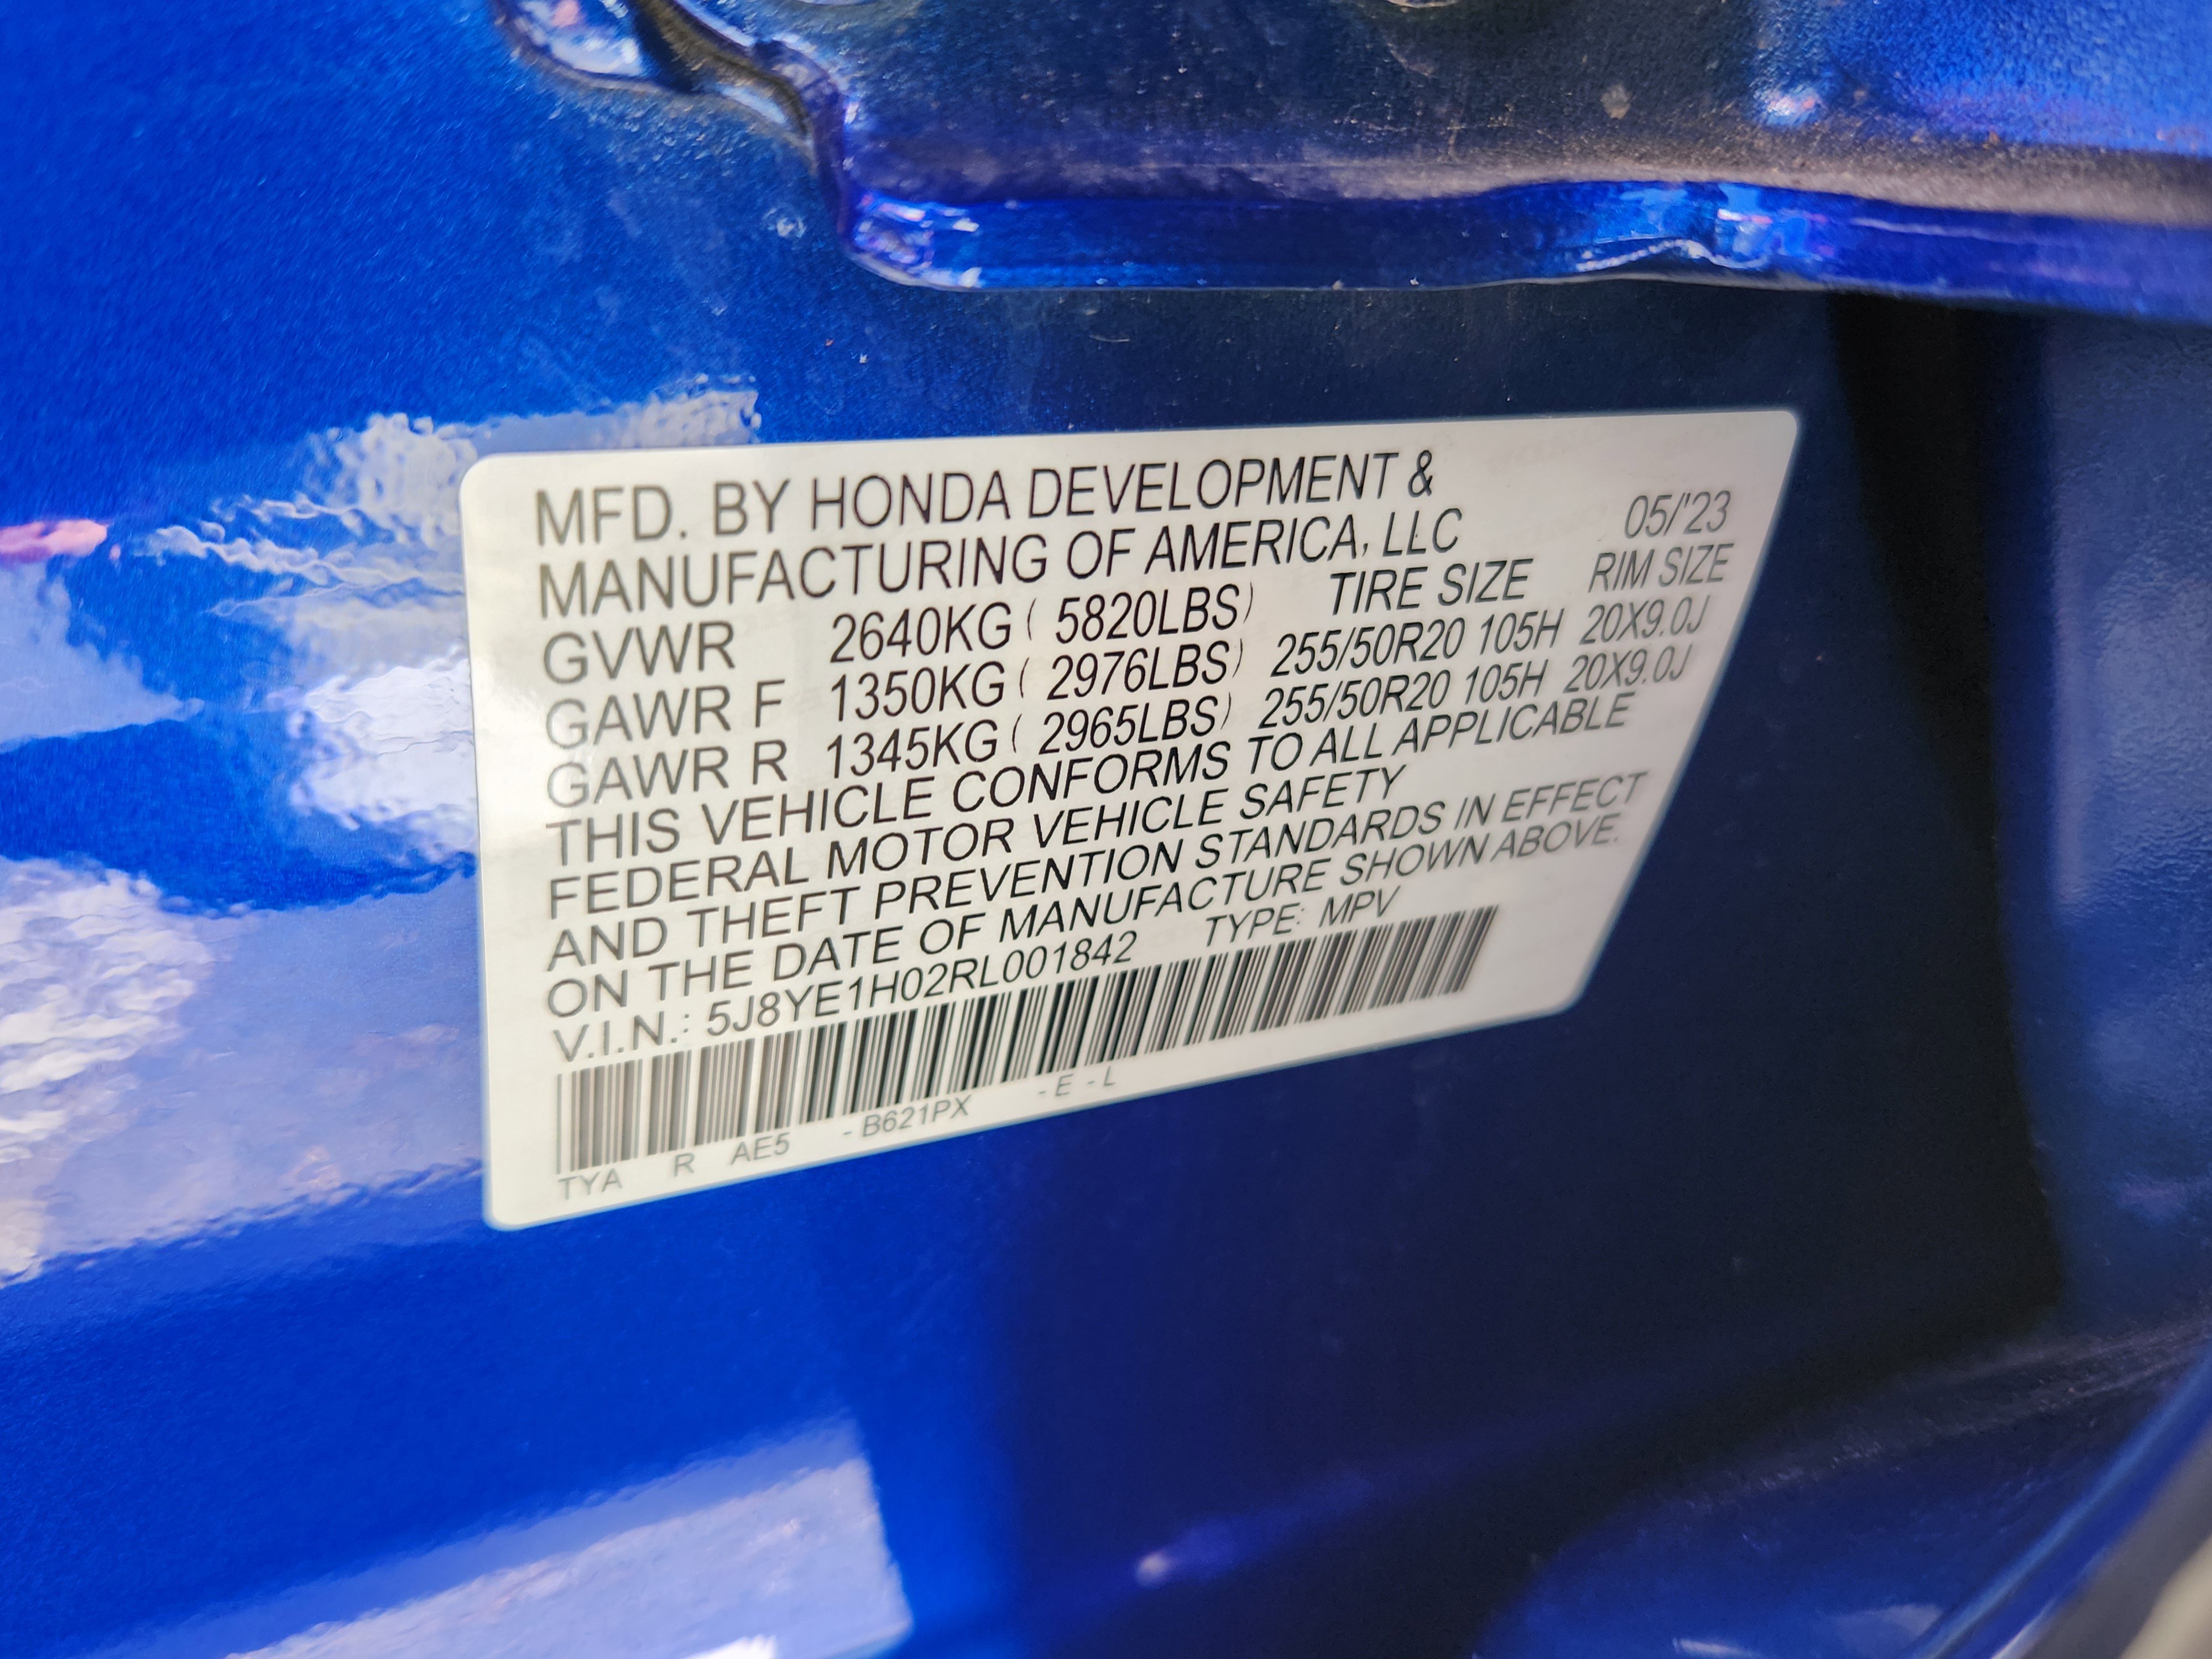 MFD. BY HONDA DEVELOPMENT &
MANUFACTURING OF AMERICA, LLC 05/'23
GVWR 2640KG ( 5820LBS) TIRE SIZE RIM SIZE
GAWR F 1350KG ( 2976LBS) 255/50R20 105H 20X9.0J
GAWR R 1345KG ( 2965LBS) 255/50R20 105H 20X9.0J
THIS VEHICLE CONFORMS TO ALL APPLICABLE
FEDERAL MOTOR VEHICLE SAFETY
AND THEFT PREVENTION STANDARDS IN EFFECT
ON THE DATE OF MANUFACTURE SHOWN ABOVE.
V.I.N.: 5J8YE1H02RL001842 TYPE: MPV
TYA R AE5 - B621PX - E - L